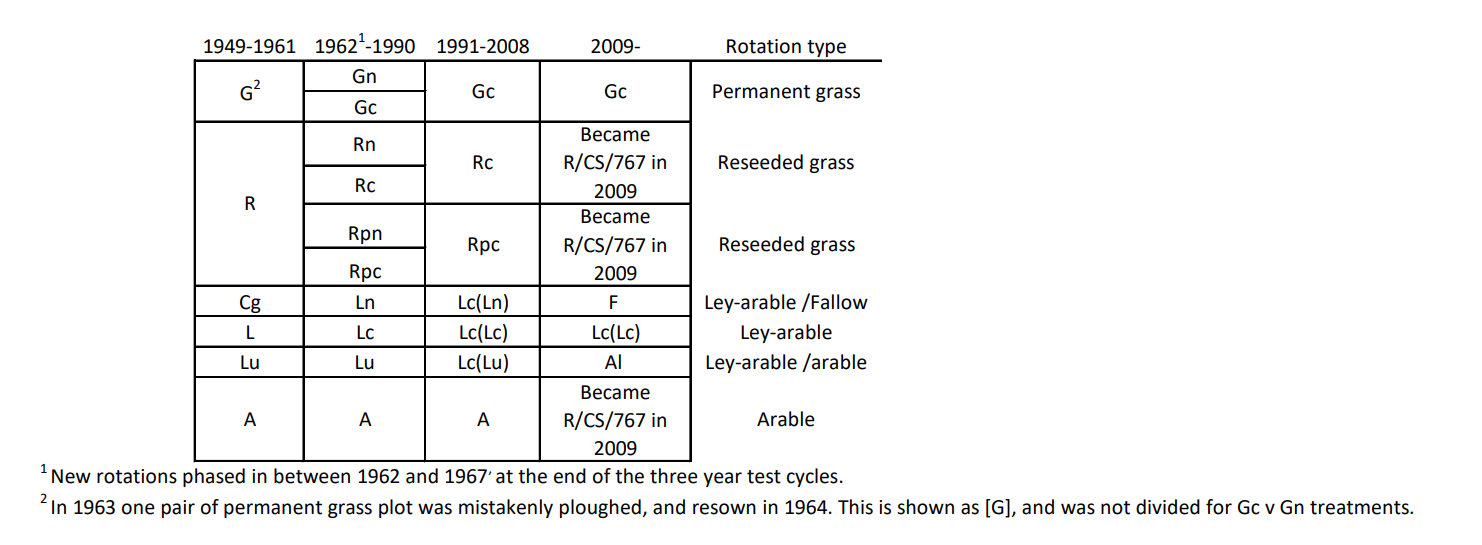 1949-1961 1962¹-1990 1991-2008 2009- Rotation type
G² Gn Gc Gc Permanent grass
Gc
R Rn Rc Became R/CS/767 in 2009 Reseeded grass
Rc
Rpn Rpc Became R/CS/767 in 2009 Reseeded grass
Rpc
Cg Ln Lc(Ln) F Ley-arable /Fallow
L Lc Lc(Lc) Lc(Lc) Ley-arable
Lu Lu Lc(Lu) Al Ley-arable /arable
A A A Became R/CS/767 in 2009 Arable
¹ New rotations phased in between 1962 and 1967, at the end of the three year test cycles.
² In 1963 one pair of permanent grass plot was mistakenly ploughed, and resown in 1964. This is shown as [G], and was not divided for Gc v Gn treatments.